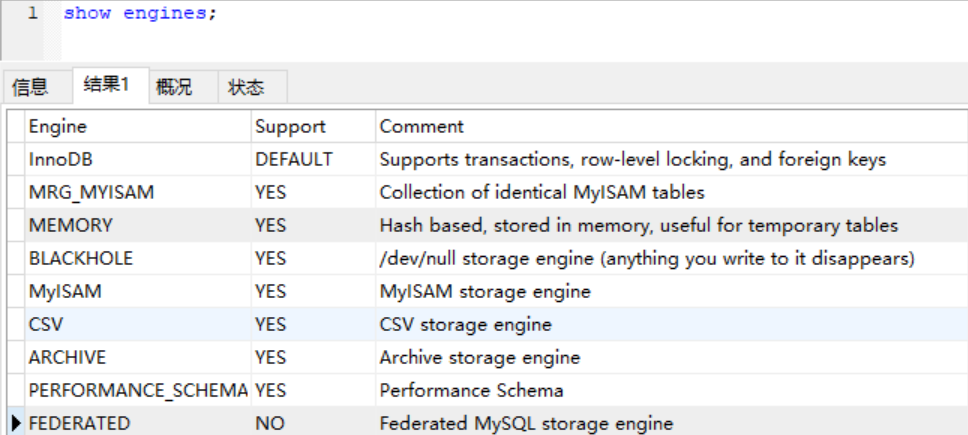 1 show engines;
信息 结果1 概况 状态
Engine Support Comment
InnoDB DEFAULT Supports transactions, row-level locking, and foreign keys
MRG_MYISAM YES Collection of identical MyISAM tables
MEMORY YES Hash based, stored in memory, useful for temporary tables
BLACKHOLE YES /dev/null storage engine (anything you write to it disappears)
MyISAM YES MyISAM storage engine
CSV YES CSV storage engine
ARCHIVE YES Archive storage engine
PERFORMANCE_SCHEMA YES Performance Schema
FEDERATED NO Federated MySQL storage engine